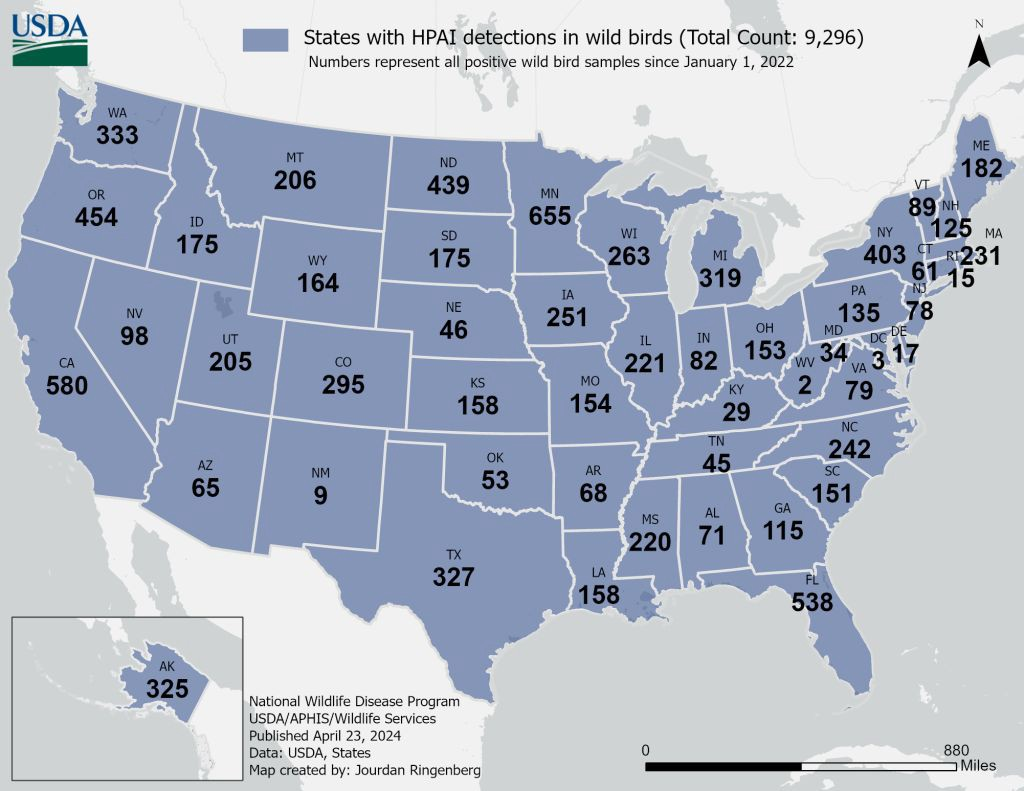 USDA
States with HPAI detections in wild birds (Total Count: 9,296)
Numbers represent all positive wild bird samples since January 1, 2022
N
WA
333
OR
454
ID
175
MT
206
ND
439
MN
655
WY
164
SD
175
WI
263
MI
319
NV
98
UT
205
CA
580
CO
295
NE
46
IA
251
KS
158
MO
154
IL
221
IN
82
OH
153
KY
29
WV
2
VA
79
PA
135
MD
34
DC
3
DE
17
NJ
78
NY
403
CT
61
RI
15
MA
231
VT
89
NH
125
ME
182
AZ
65
NM
9
OK
53
AR
68
TN
45
NC
242
SC
151
GA
115
AL
71
MS
220
LA
158
TX
327
FL
538
AK
325
National Wildlife Disease Program
USDA/APHIS/Wildlife Services
Published April 23, 2024
Data: USDA, States
Map created by: Jourdan Ringenberg
0 880
Miles